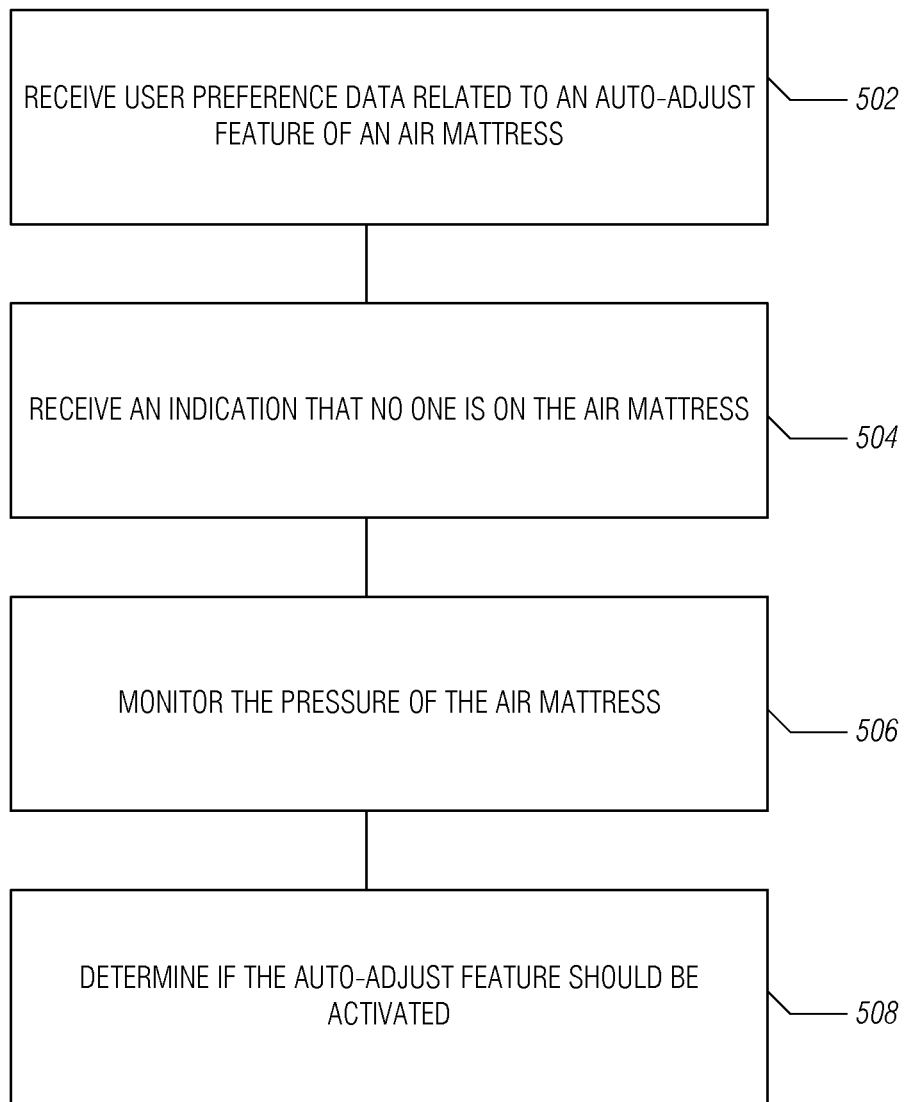 RECEIVE USER PREFERENCE DATA RELATED TO AN AUTO-ADJUST
FEATURE OF AN AIR MATTRESS
502
RECEIVE AN INDICATION THAT NO ONE IS ON THE AIR MATTRESS
504
MONITOR THE PRESSURE OF THE AIR MATTRESS
506
DETERMINE IF THE AUTO-ADJUST FEATURE SHOULD BE
ACTIVATED
508